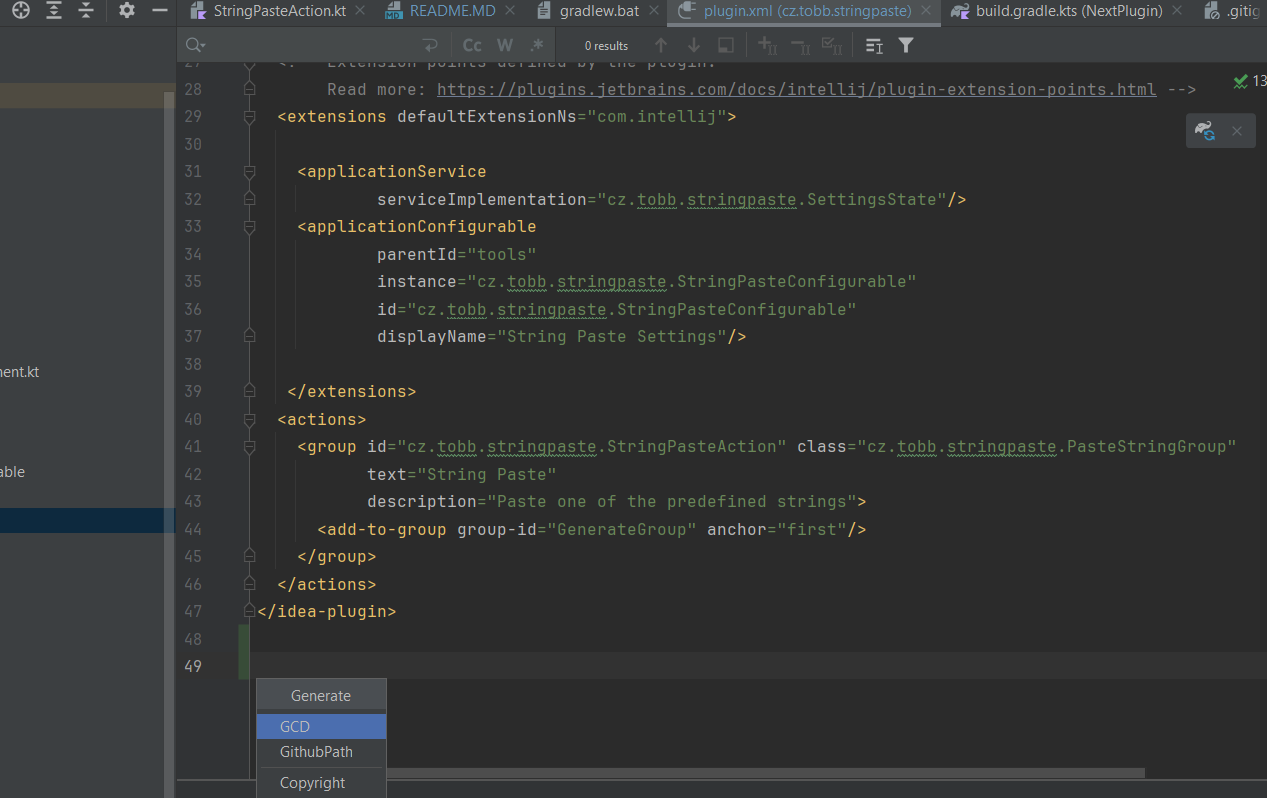 StringPasteAction.kt README.MD gradlew.bat plugin.xml (cz.tobb.stringpaste) build.gradle.kts (NextPlugin) .gitig
Cc W .* 0 results
27 Extension points defined by the plugin.
28 Read more: https://plugins.jetbrains.com/docs/intellij/plugin-extension-points.html -->
13
29 <extensions defaultExtensionNs="com.intellij">
30
31 <applicationService
32 serviceImplementation="cz.tobb.stringpaste.SettingsState"/>
33 <applicationConfigurable
34 parentId="tools"
35 instance="cz.tobb.stringpaste.StringPasteConfigurable"
36 id="cz.tobb.stringpaste.StringPasteConfigurable"
37 displayName="String Paste Settings"/>
38
nent.kt
39 </extensions>
40 <actions>
41 <group id="cz.tobb.stringpaste.StringPasteAction" class="cz.tobb.stringpaste.PasteStringGroup"
42 text="String Paste"
able
43 description="Paste one of the predefined strings">
44 <add-to-group group-id="GenerateGroup" anchor="first"/>
45 </group>
46 </actions>
47 </idea-plugin>
48
49
Generate
GCD
GithubPath
Copyright